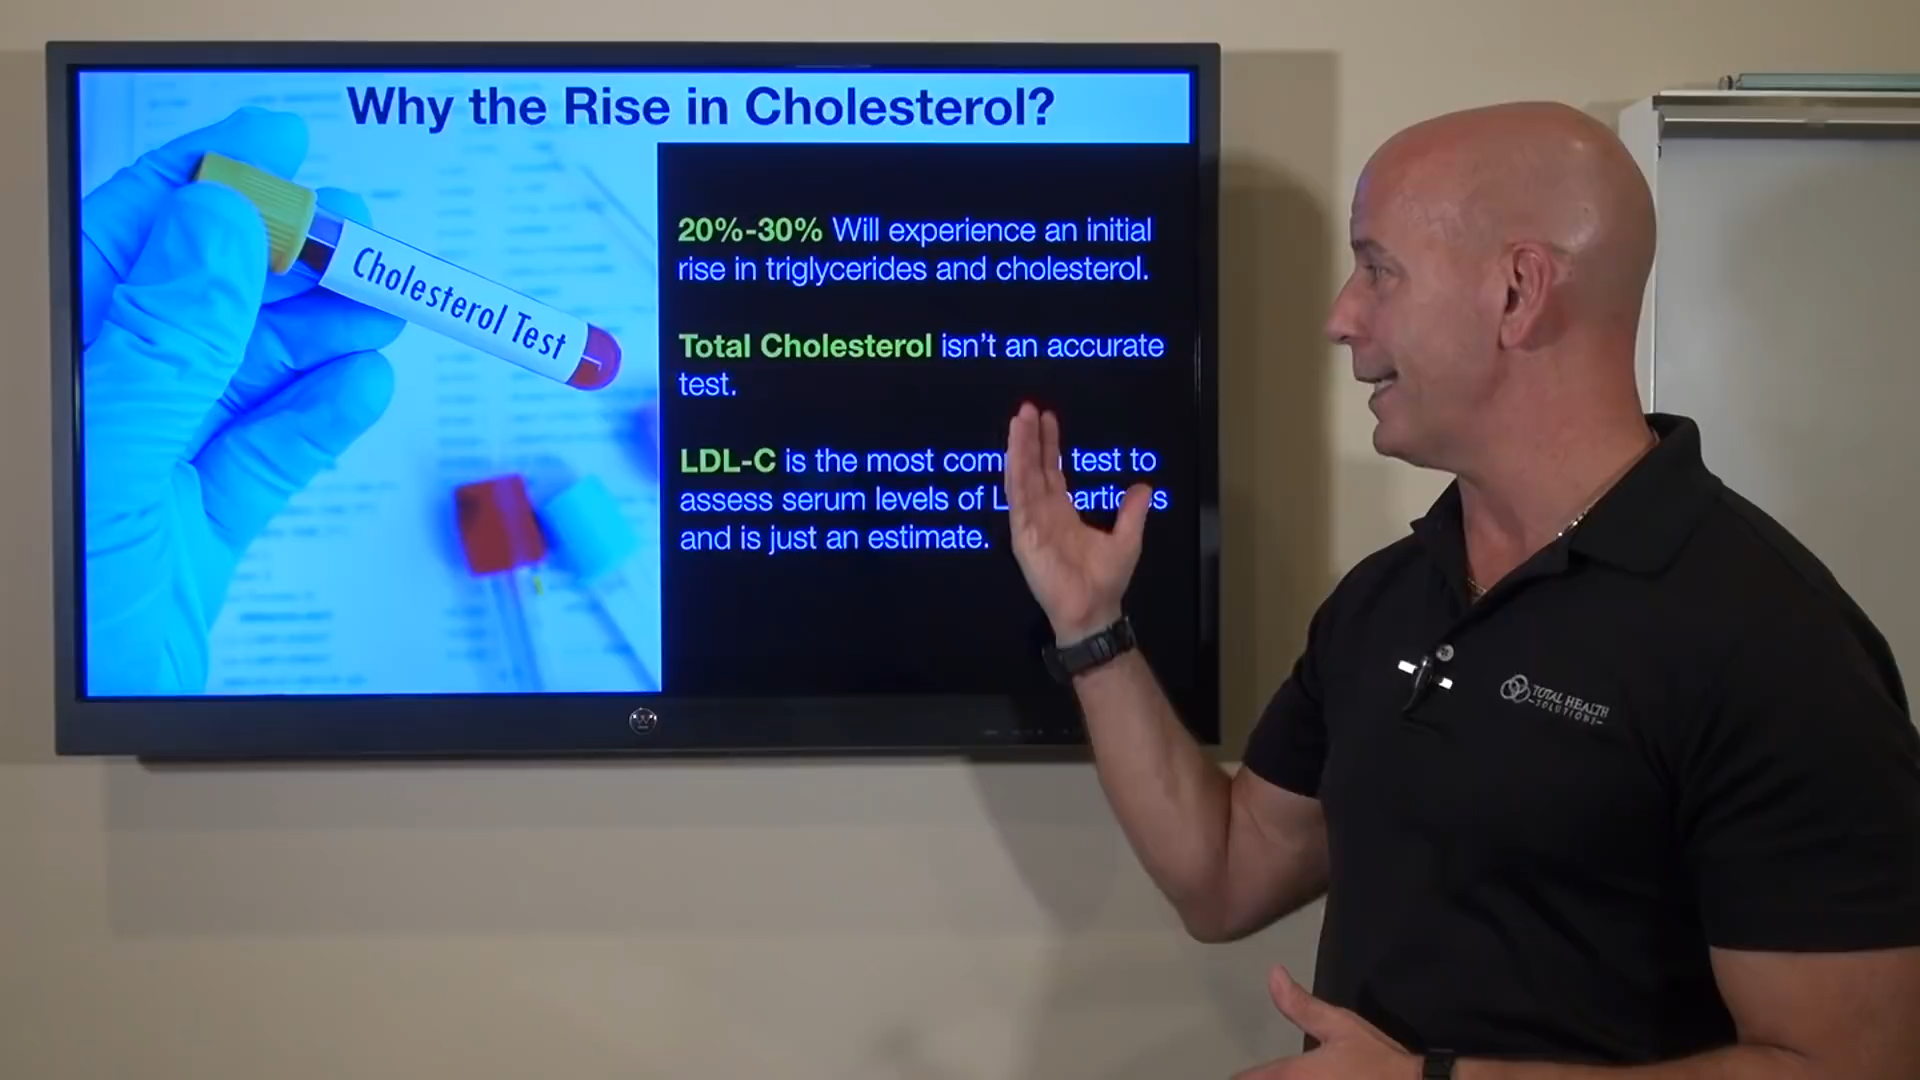 Why the Rise in Cholesterol?
Cholesterol Test
20%-30% Will experience an initial
rise in triglycerides and cholesterol.
Total Cholesterol isn't an accurate
test.
LDL-C is the most test to
assess serum levels of
and is just an estimate.
TOTAL HEALTH
SOLUTIONS